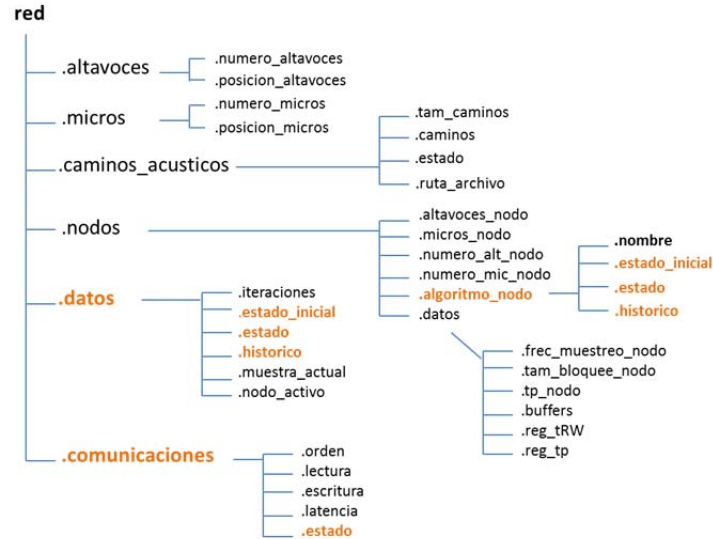 red
.altavoces
.numero_altavoces
.posicion_altavoces
.micros
.numero_micros
.posicion_micros
.caminos_acusticos
.tam_caminos
.caminos
.estado
.ruta_archivo
.nodos
.altavoces_nodo
.micros_nodo
.numero_alt_nodo
.numero_mic_nodo
.algoritmo_nodo
.nombre
.estado_inicial
.estado
.historico
.datos
.frec_muestreo_nodo
.tam_bloquee_nodo
.tp_nodo
.buffers
.reg_tRW
.reg_tp
.datos
.iteraciones
.estado_inicial
.estado
.historico
.muestra_actual
.nodo_activo
.comunicaciones
.orden
.lectura
.escritura
.latencia
.estado